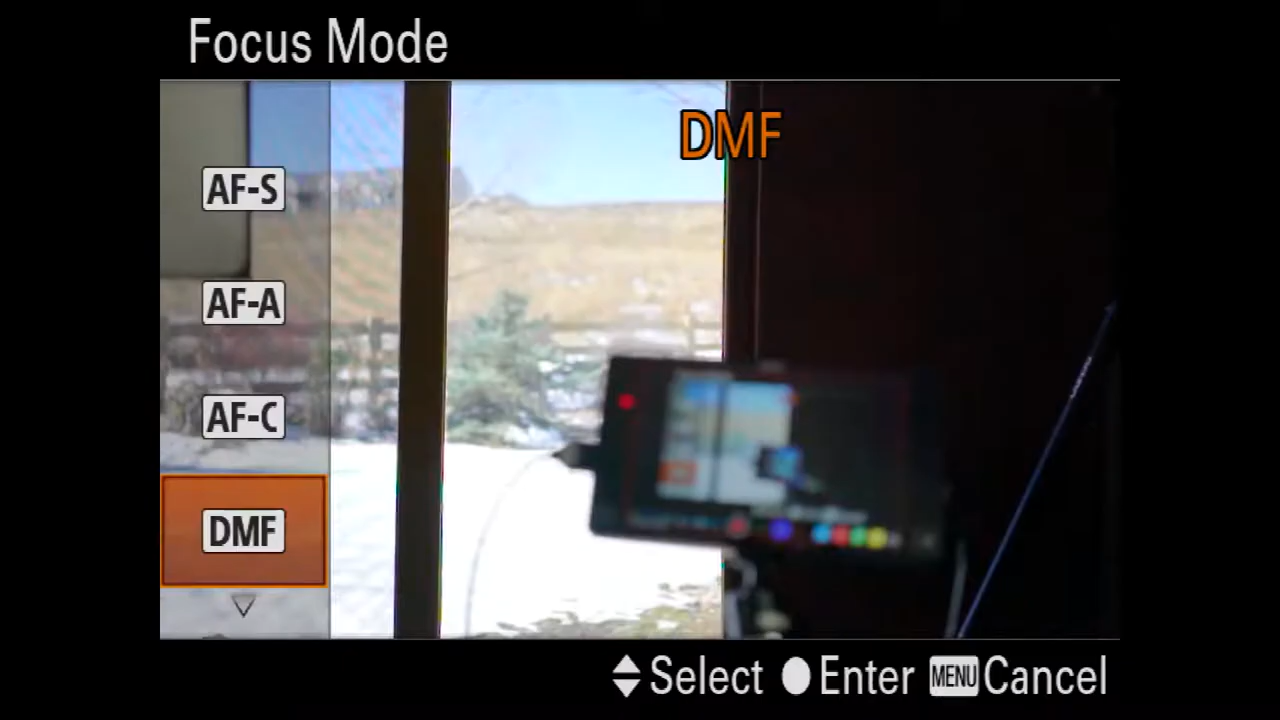 Focus Mode
DMF
AF-S
AF-A
AF-C
DMF
Select Enter MENU Cancel